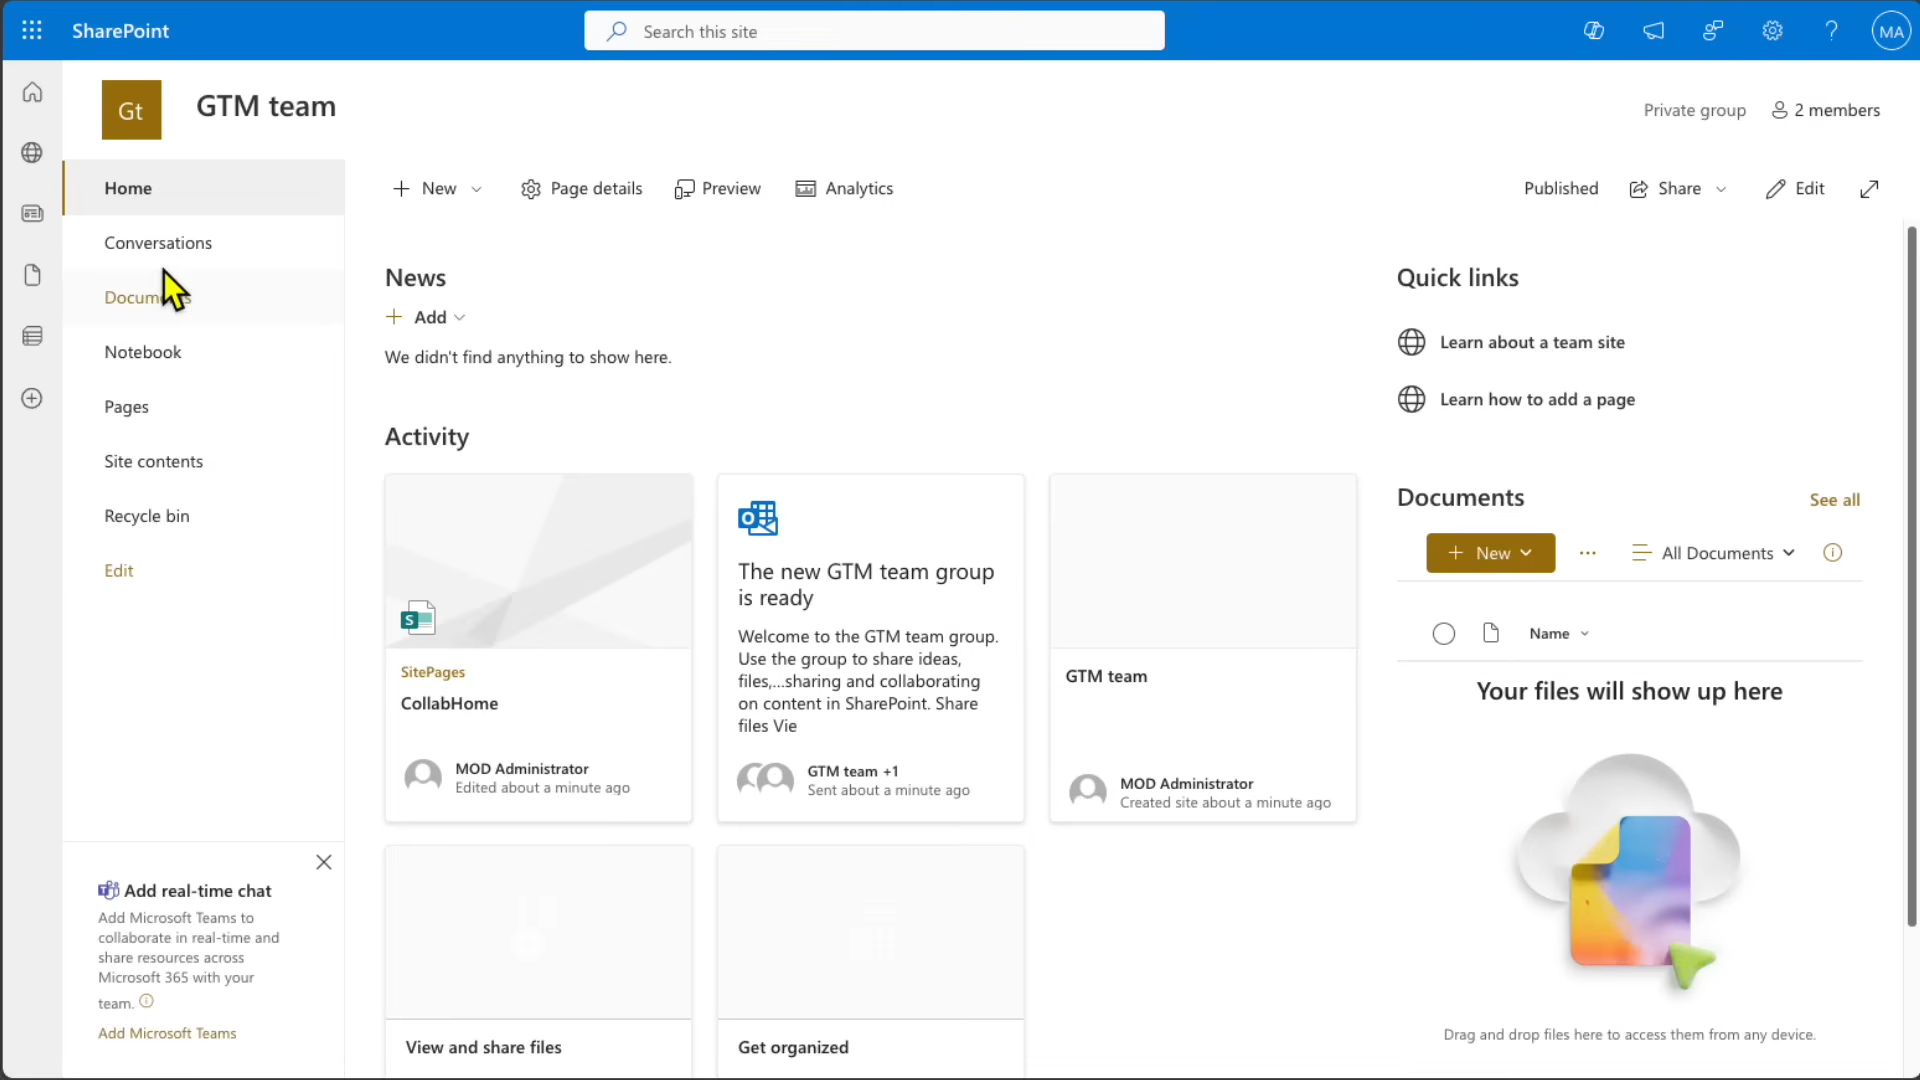 SharePoint
Search this site
MA
Gt
GTM team
Private group
2 members
Home
Conversations
Documents
Notebook
Pages
Site contents
Recycle bin
Edit
New
Page details
Preview
Analytics
Published
Share
Edit
News
Add
We didn't find anything to show here.
Activity
SitePages
CollabHome
MOD Administrator
Edited about a minute ago
The new GTM team group
is ready
Welcome to the GTM team group.
Use the group to share ideas,
files,...sharing and collaborating
on content in SharePoint. Share
files Vie
GTM team +1
Sent about a minute ago
GTM team
MOD Administrator
Created site about a minute ago
View and share files
Get organized
Quick links
Learn about a team site
Learn how to add a page
Documents
See all
New
All Documents
Name
Your files will show up here
Drag and drop files here to access them from any device.
Add real-time chat
Add Microsoft Teams to
collaborate in real-time and
share resources across
Microsoft 365 with your
team.
Add Microsoft Teams